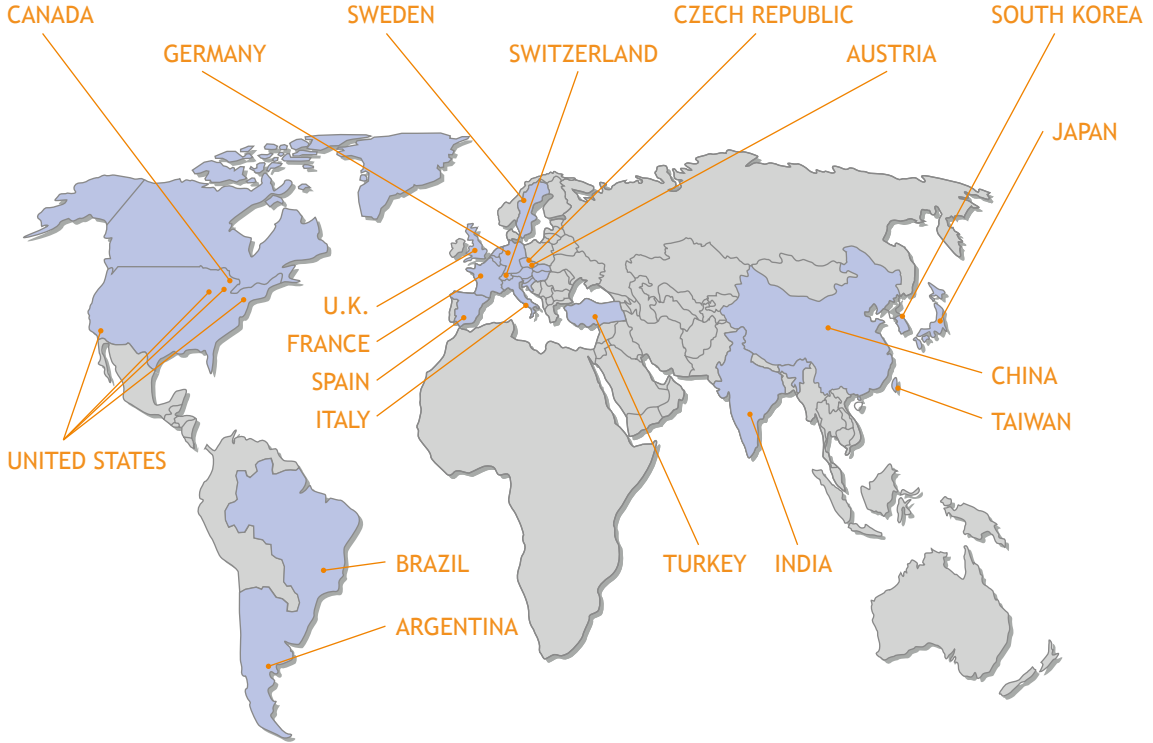 CANADA
SWEDEN
CZECH REPUBLIC
SOUTH KOREA
GERMANY
SWITZERLAND
AUSTRIA
JAPAN
U.K.
FRANCE
SPAIN
ITALY
CHINA
TAIWAN
UNITED STATES
BRAZIL
TURKEY
INDIA
ARGENTINA